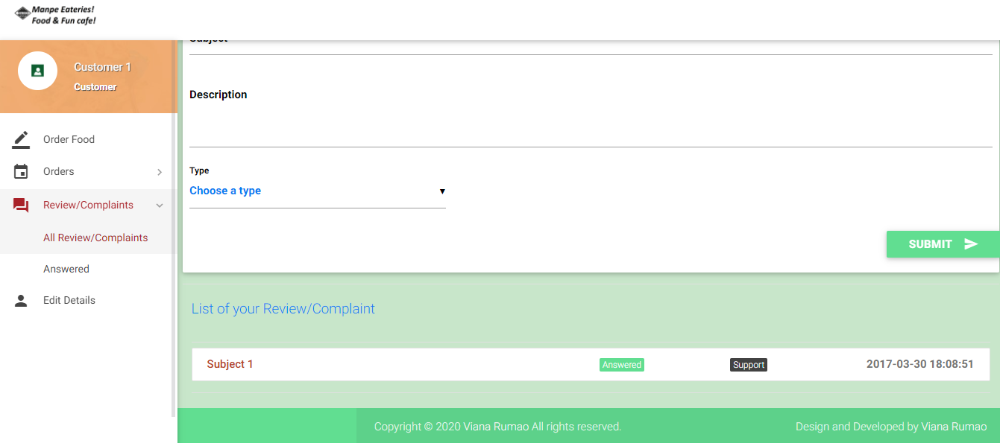 Manpe Eateries!
Food & Fun cafe!
Customer 1
Customer
Order Food
Orders
Review/Complaints
All Review/Complaints
Answered
Edit Details
Subject
Description
Type
Choose a type
SUBMIT
List of your Review/Complaint
Subject 1 Answered Support 2017-03-30 18:08:51
Copyright © 2020 Viana Rumao All rights reserved. Design and Developed by Viana Rumao